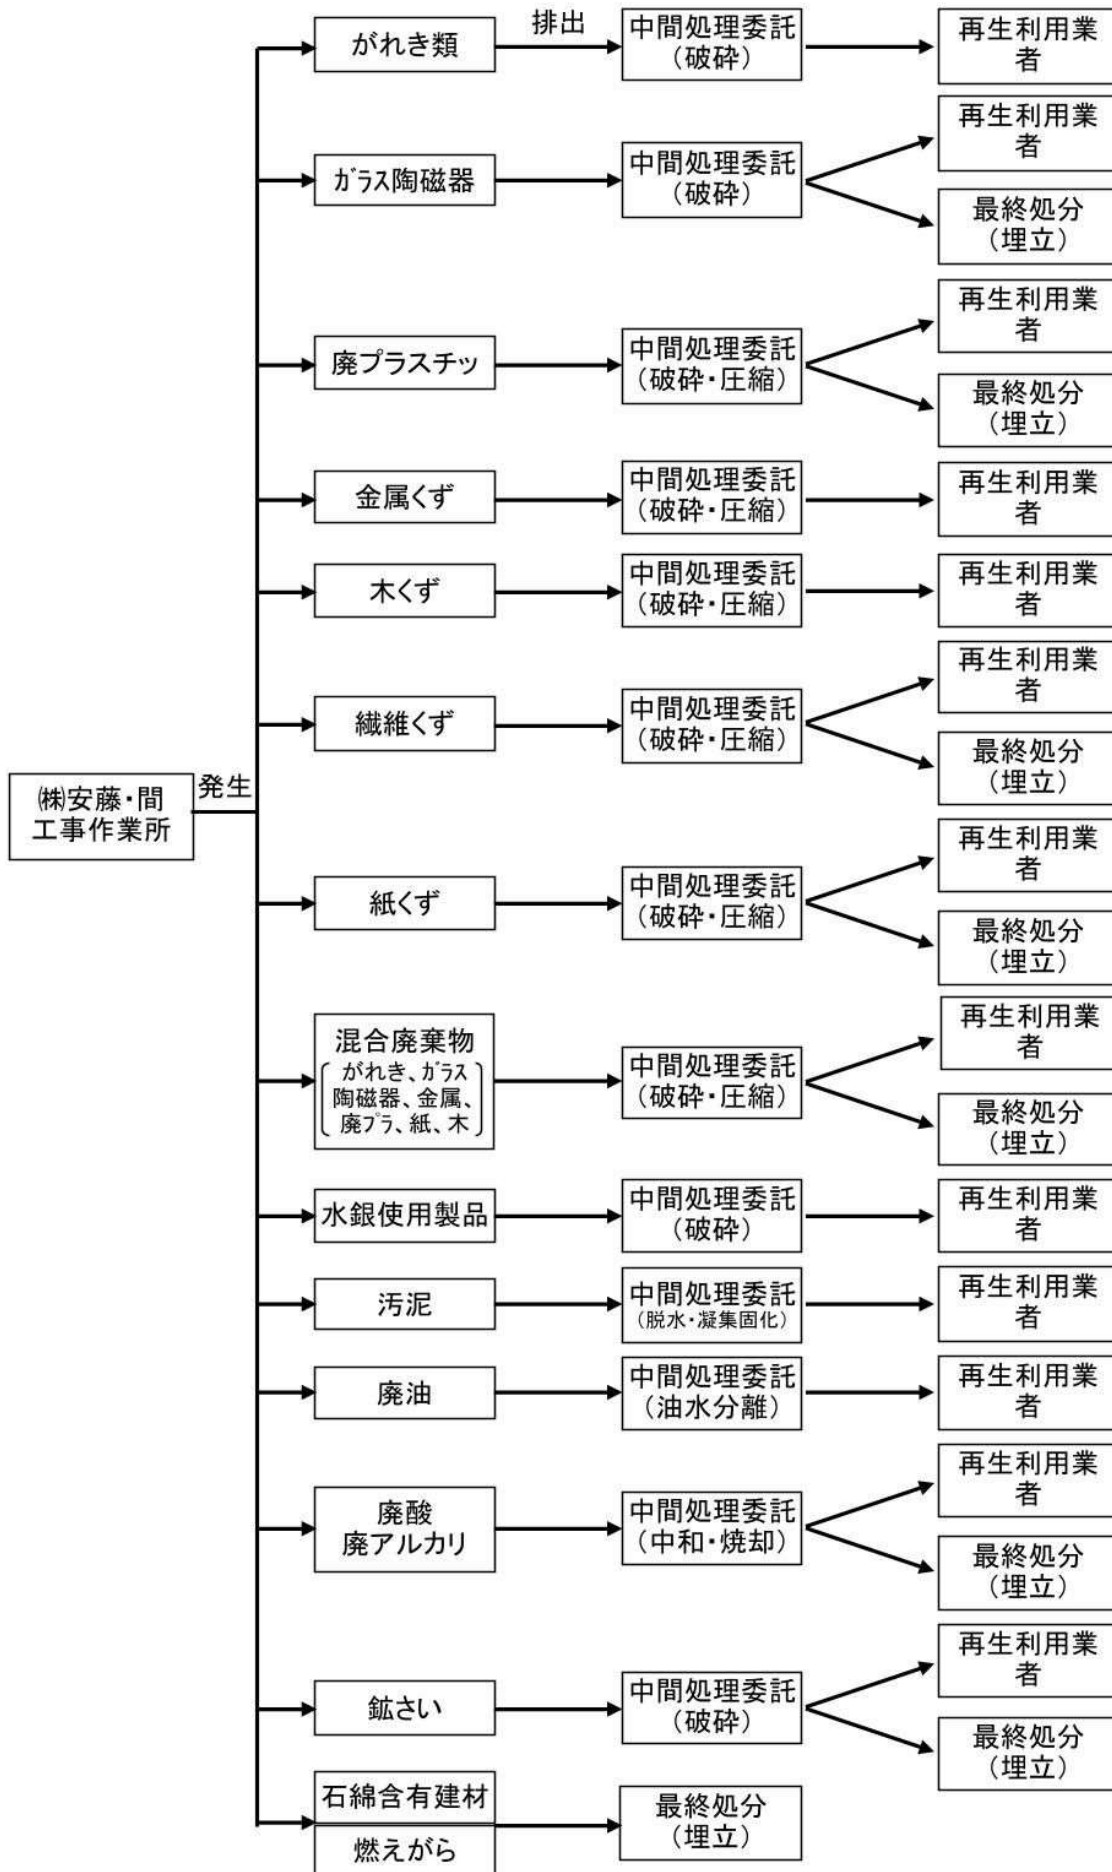 がれき類
排出
中間処理委託
（破砕）
再生利用業
者
ｶﾞﾗｽ陶磁器
中間処理委託
（破砕）
再生利用業
者
最終処分
（埋立）
廃プラスチッ
中間処理委託
（破砕・圧縮）
再生利用業
者
最終処分
（埋立）
金属くず
中間処理委託
（破砕・圧縮）
再生利用業
者
木くず
中間処理委託
（破砕・圧縮）
再生利用業
者
繊維くず
中間処理委託
（破砕・圧縮）
再生利用業
者
最終処分
（埋立）
㈱安藤・間
工事作業所
発生
紙くず
中間処理委託
（破砕・圧縮）
再生利用業
者
最終処分
（埋立）
混合廃棄物
がれき、ｶﾞﾗｽ
陶磁器、金属、
廃ﾌﾟﾗ、紙、木
中間処理委託
（破砕・圧縮）
再生利用業
者
最終処分
（埋立）
水銀使用製品
中間処理委託
（破砕）
再生利用業
者
汚泥
中間処理委託
（脱水・凝集固化）
再生利用業
者
廃油
中間処理委託
（油水分離）
再生利用業
者
廃酸
廃アルカリ
中間処理委託
（中和・焼却）
再生利用業
者
最終処分
（埋立）
鉱さい
中間処理委託
（破砕）
再生利用業
者
最終処分
（埋立）
石綿含有建材
燃えがら
最終処分
（埋立）